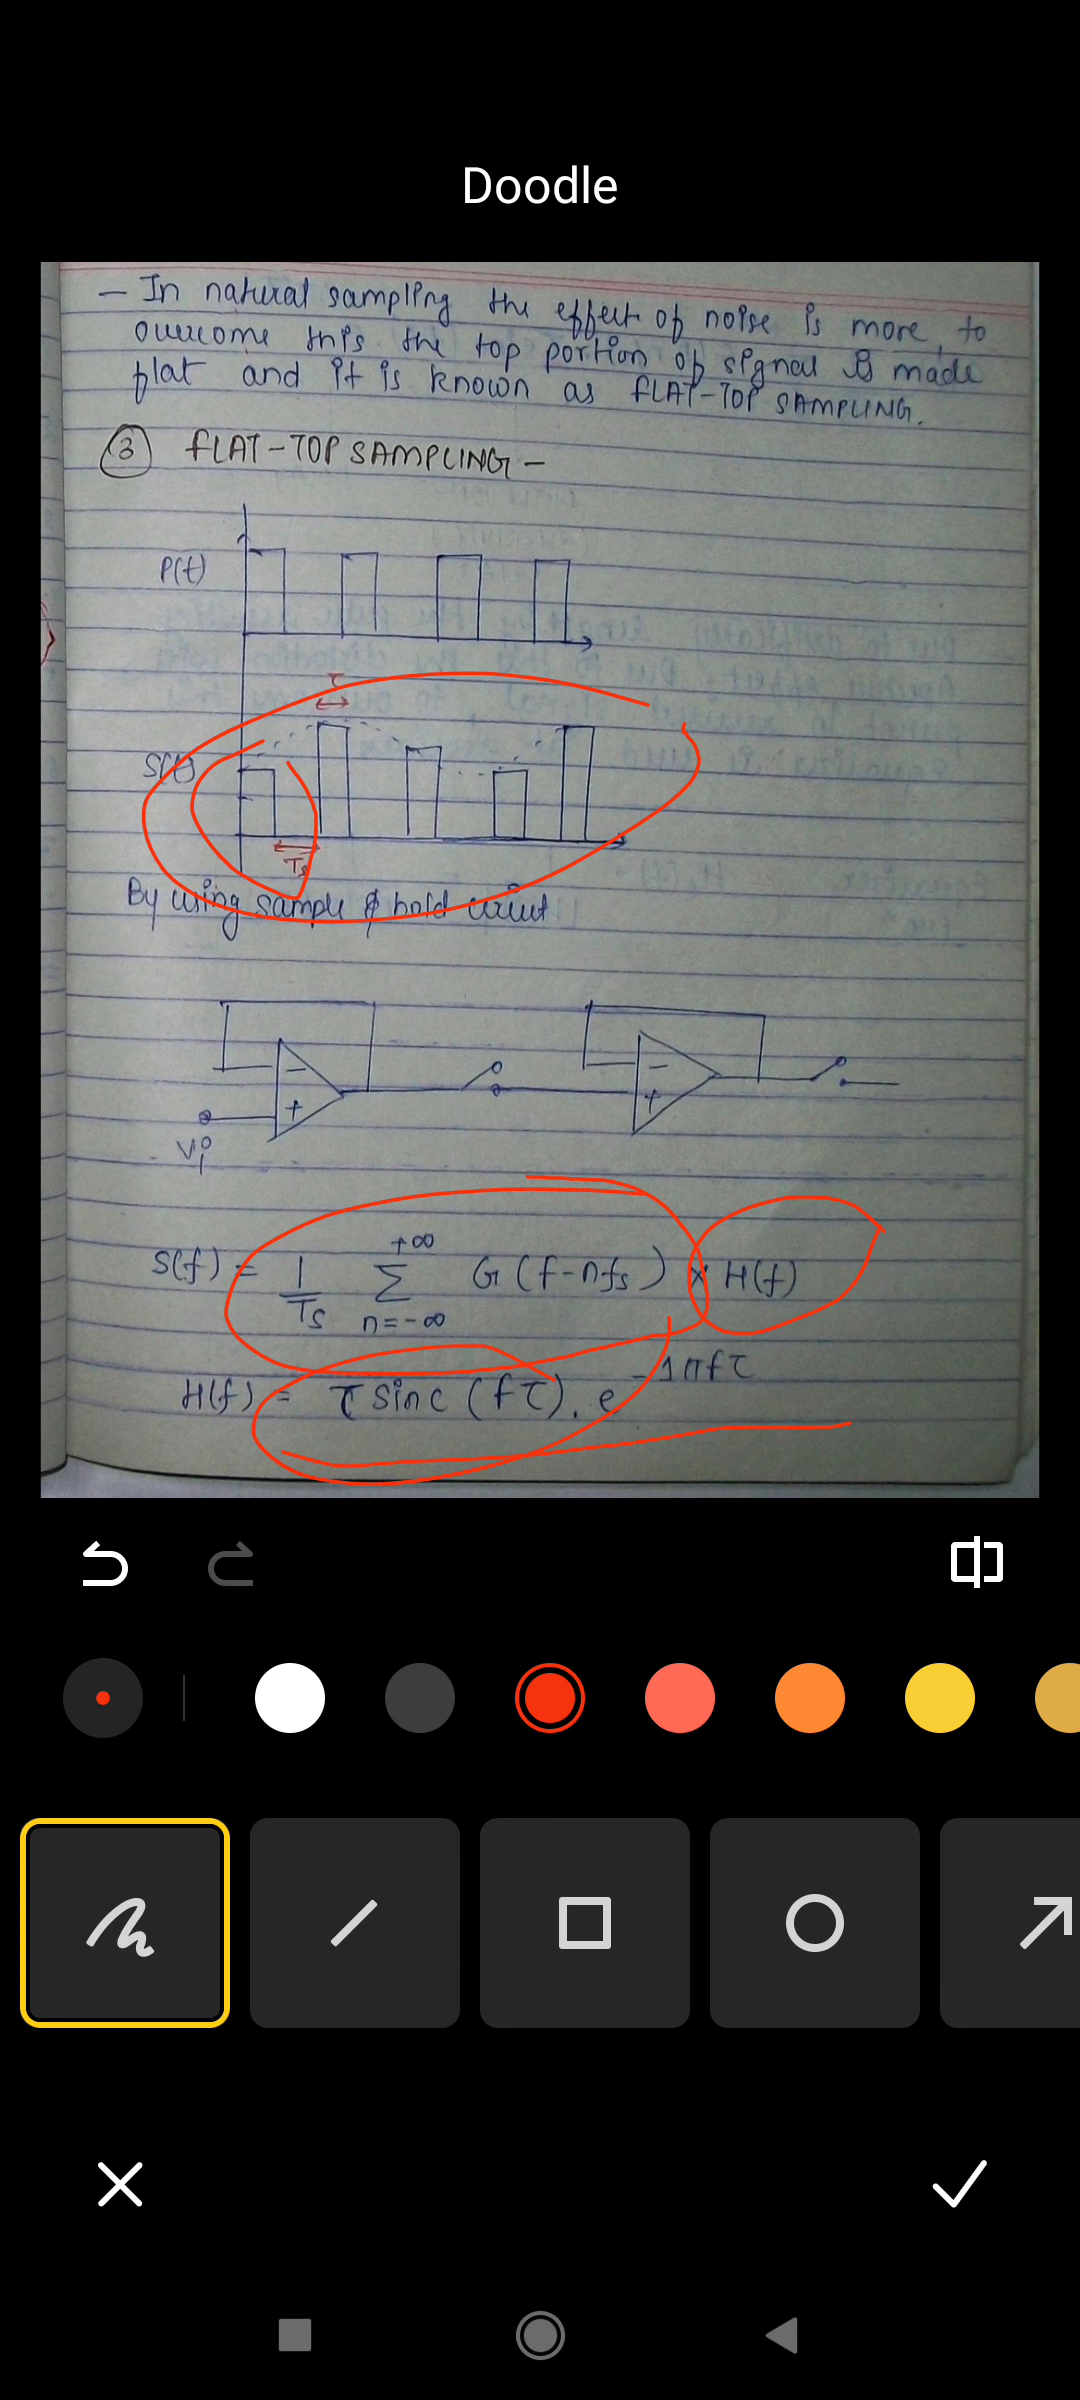 Doodle
- In natural sampling the effect of noise is more, to
overcome this the top portion of signal is made
flat and it is known as FLAT-TOP SAMPLING.
③ FLAT-TOP SAMPLING -
P(t)
τ
S(t)
Ts
By using sample & hold circuit
- +
- +
Vi
S(f) = 1/Ts +∞ Σ n=-∞ G(f-nfs) × H(f)
H(f) = τ sinc (fτ). e^-1πfτ